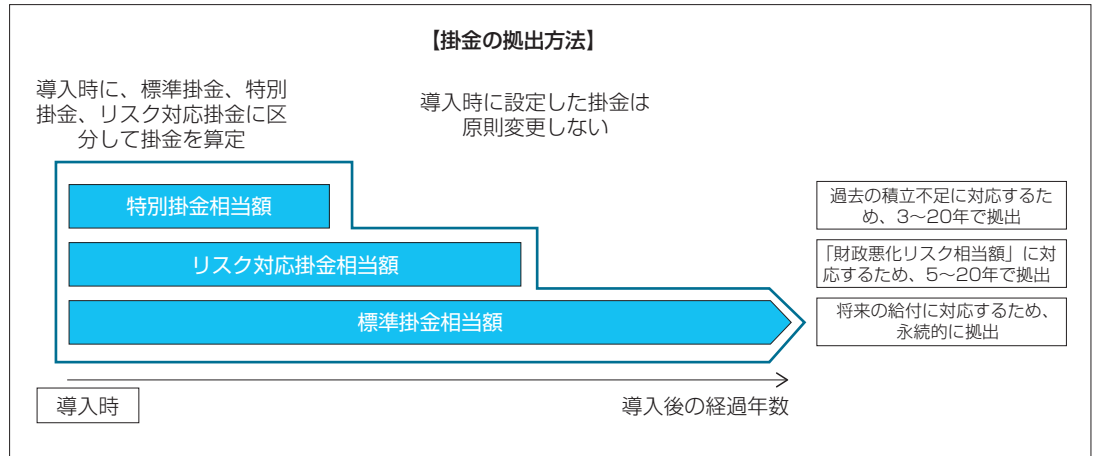 【掛金の拠出方法】
導入時に、標準掛金、特別
掛金、リスク対応掛金に区
分して掛金を算定
導入時に設定した掛金は
原則変更しない
特別掛金相当額
過去の積立不足に対応するた
め、3~20年で拠出
リスク対応掛金相当額
「財政悪化リスク相当額」に対
応するため、5~20年で拠出
標準掛金相当額
将来の給付に対応するため、
永続的に拠出
導入時
導入後の経過年数